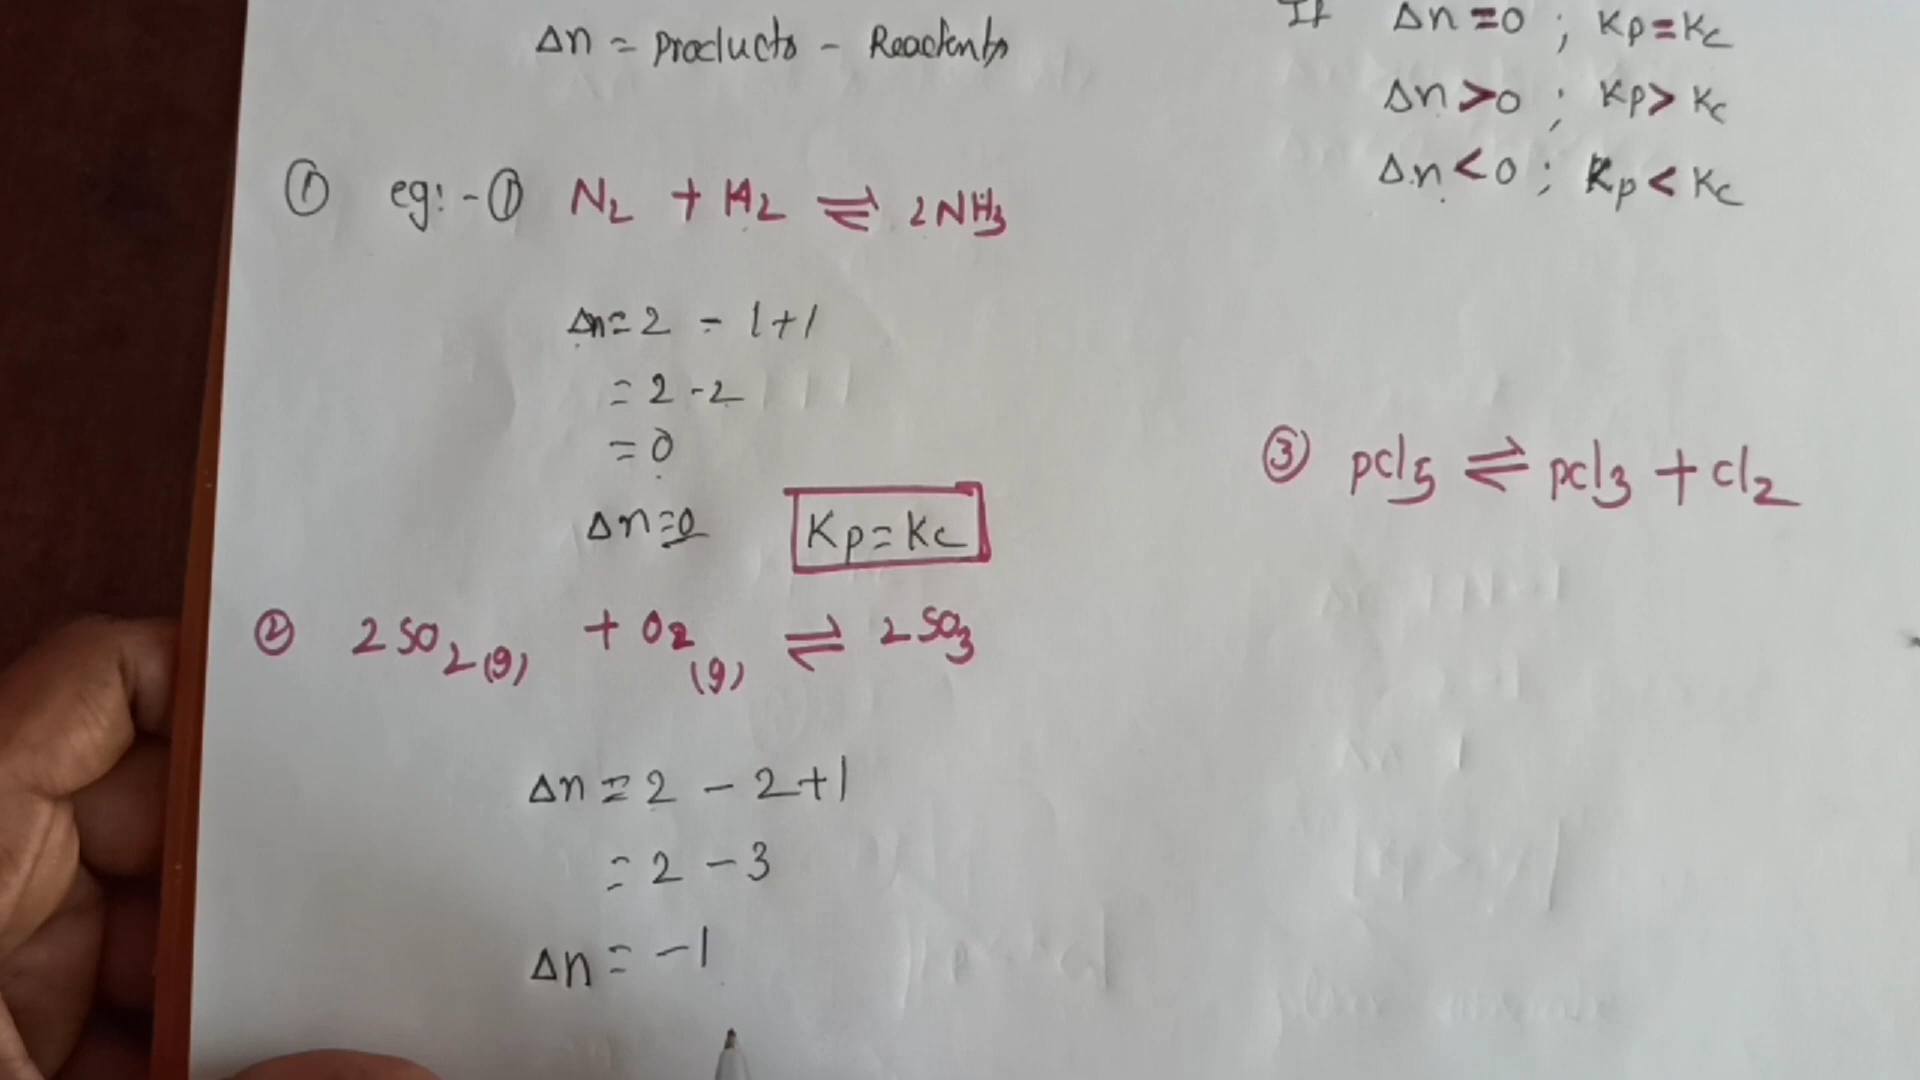 Δn = Products - Reactents
If Δn=0 ; Kp=Kc
Δn>0 ; Kp> Kc
Δn<0 ; Kp< Kc
① eg:-① N2 + H2 ⇌ 2NH3
Δn= 2 - 1+1
= 2 -2
= 0
Δn=0 Kp=Kc
② 2SO2(g) + O2(g) ⇌ 2SO3
Δn = 2 - 2+1
= 2 - 3
Δn = -1
③ pcl5 ⇌ pcl3 + cl2